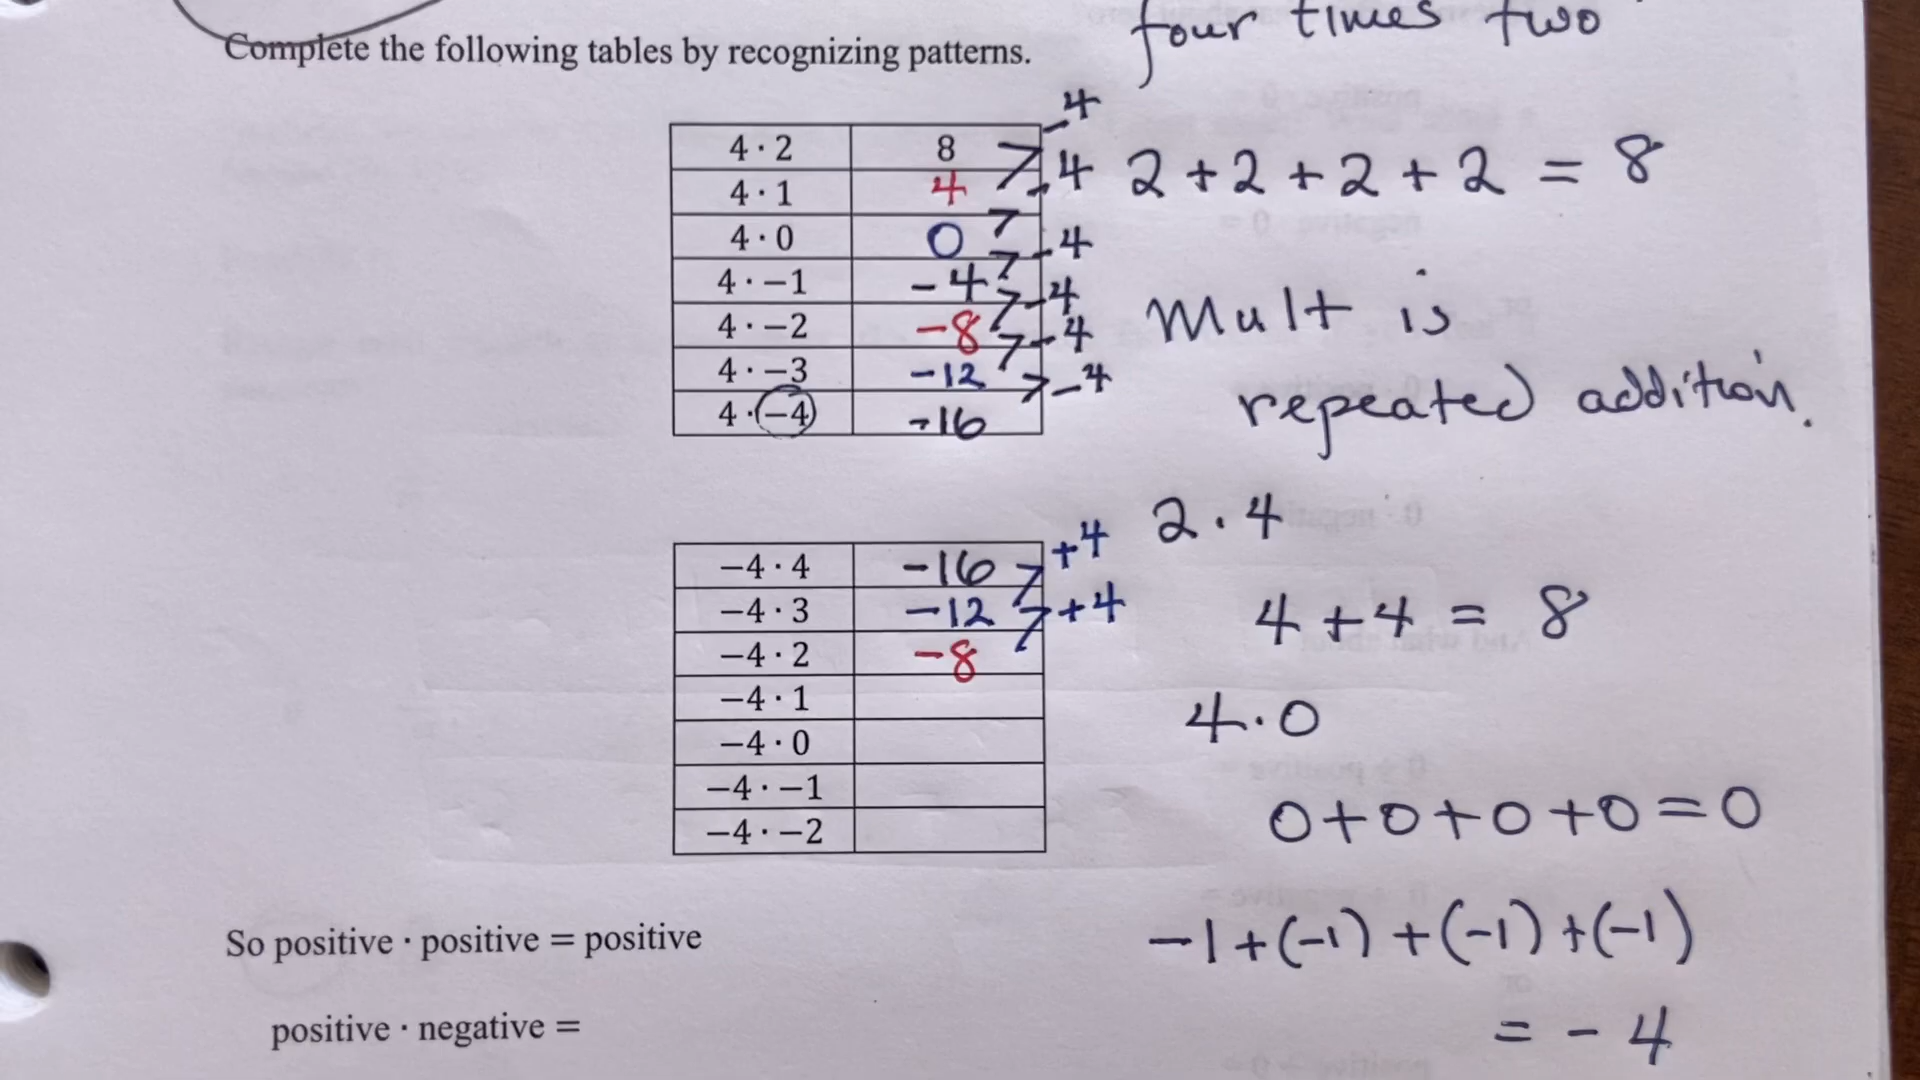 four times two
Complete the following tables by recognizing patterns.
-4
4 · 2 8
-4 2 + 2 + 2 + 2 = 8
4 · 1 4
4 · 0 0 -4
4 · −1 -4
-4
4 · −2 -8 -4
Mult is
4 · −3 -12 -4
repeated addition.
4 · (−4) -16
2 · 4
+4
−4 · 4 -16
−4 · 3 -12 +4
4 + 4 = 8
−4 · 2 -8
−4 · 1
4 · 0
−4 · 0
−4 · −1
0 + 0 + 0 + 0 = 0
−4 · −2
So positive · positive = positive
-1 + (-1) + (-1) + (-1)
positive · negative =
= - 4